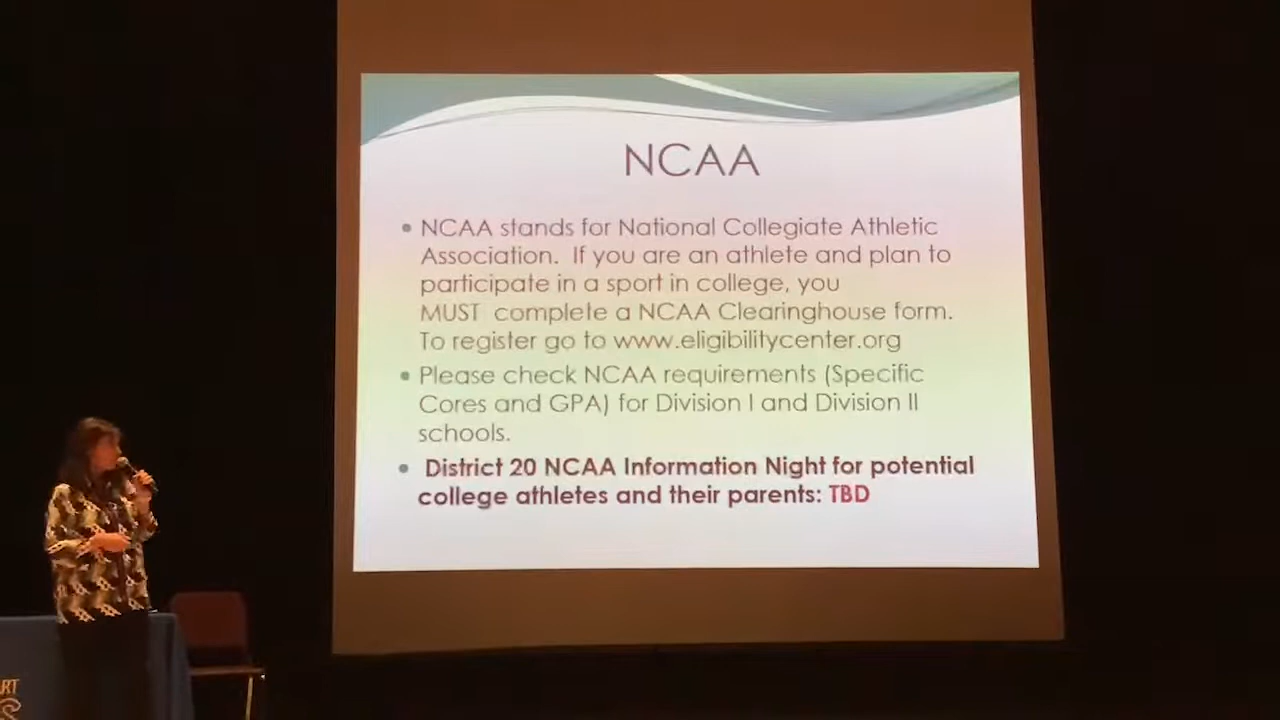 NCAA
NCAA stands for National Collegiate Athletic
Association. If you are an athlete and plan to
participate in a sport in college, you
MUST complete a NCAA Clearinghouse form.
To register go to www.eligibilitycenter.org
Please check NCAA requirements (Specific
Cores and GPA) for Division I and Division II
schools.
District 20 NCAA Information Night for potential
college athletes and their parents: TBD
ART